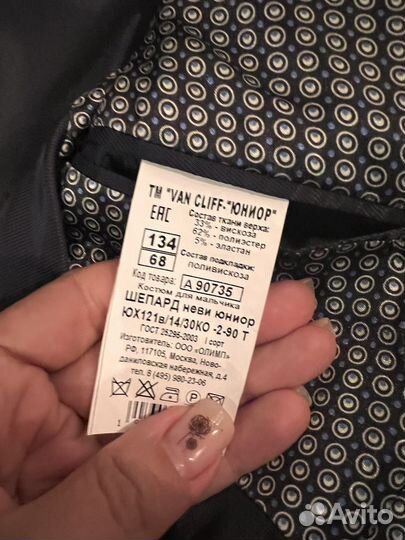 ТМ "VAN CLIFF-"ЮНИОР"
ЕАС
Состав ткани верха:
33% - вискоза
62% - полиэстер
5% - эластан
134
68
Состав подкладки:
поливискоза
Код товара: А 90735
Костюм для мальчика
ШЕПАРД неви юниор
ЮХ121в/14/30КО -2-90 Т
ГОСТ 25295-2003 I сорт
Изготовитель: ООО «ОЛИМП»
РФ, 117105, Москва, Ново-
даниловская набережная, д.4
тел. 8 (495) 980-23-06
Avito